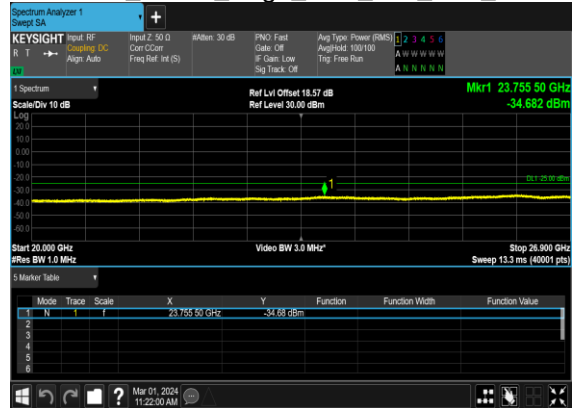 Spectrum Analyzer 1
Swept SA
+
KEYSIGHT Input: RF Input Z: 50 Ω #Atten: 30 dB PNO: Fast Avg Type: Power (RMS) 1 2 3 4 5 6
R T Coupling: DC Corr CCorr Gate: Off Avg|Hold: 100/100 A W W W W W
Align: Auto Freq Ref: Int (S) IF Gain: Low Trig: Free Run
Sig Track: Off A N N N N N
1 Spectrum Ref Lvl Offset 18.57 dB Mkr1 23.755 50 GHz
Scale/Div 10 dB Ref Level 30.00 dBm -34.682 dBm
Log
20.0
10.0
0.00
-10.0
-20.0 1 DL1 -25.00 dBm
-30.0
-40.0
-50.0
-60.0
Start 20.000 GHz Video BW 3.0 MHz* Stop 26.900 GHz
#Res BW 1.0 MHz Sweep 13.3 ms (40001 pts)
5 Marker Table
Mode Trace Scale X Y Function Function Width Function Value
1 N 1 f 23.755 50 GHz -34.68 dBm
2
3
4
5
6
? Mar 01, 2024
11:22:00 AM